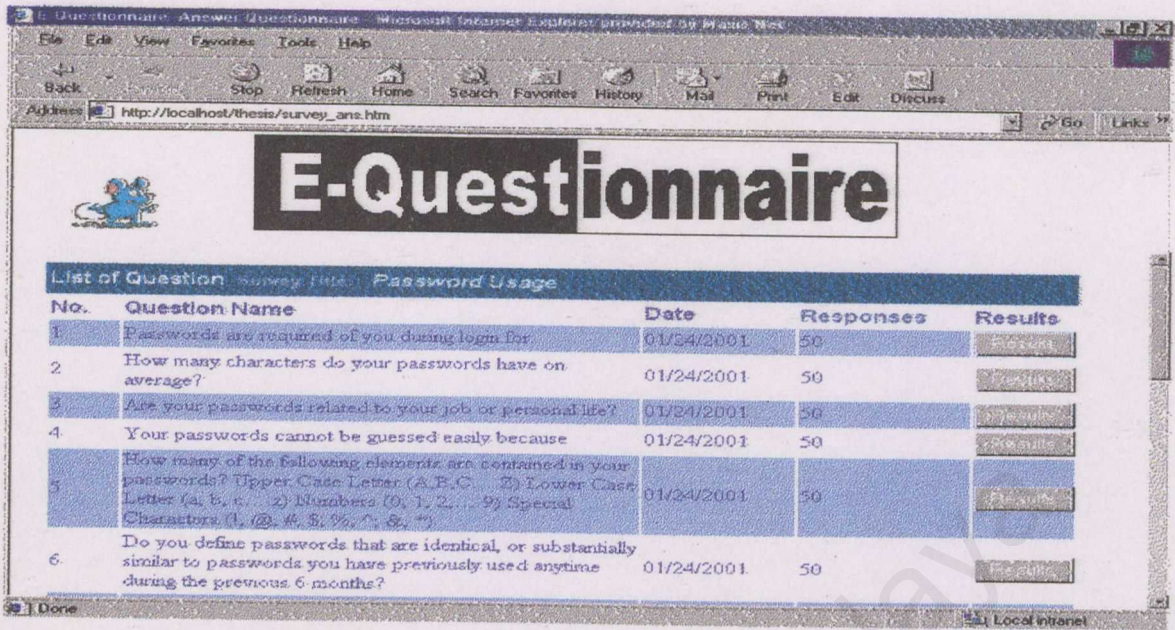 E-Questionnaire - Answer Questionnaire - Microsoft Internet Explorer provided by Maxis Net
File Edit View Favorites Tools Help
Back Stop Refresh Home Search Favorites History Mail Print Edit Discuss
Address http://localhost/thesis/survey_ans.htm Go Links »
E-Questionnaire
List of Question Survey Title: Password Usage
No. Question Name Date Responses Results
1 Passwords are required of you during login for 01/24/2001 50 Results
2 How many characters do your passwords have on
average? 01/24/2001 50 Results
3 Are your passwords related to your job or personal life? 01/24/2001 50 Results
4 Your passwords cannot be guessed easily because 01/24/2001 50 Results
How many of the following elements are contained in your
passwords? Upper Case Letter (A,B,C... Z) Lower Case
5 Letter (a, b, c... z) Numbers (0, 1, 2,... 9) Special 01/24/2001 50 Results
Characters (!, @, #, $, %, ^, &, *)
Do you define passwords that are identical, or substantially
6 similar to passwords you have previously used anytime 01/24/2001 50 Results
during the previous 6 months?
Done Local intranet